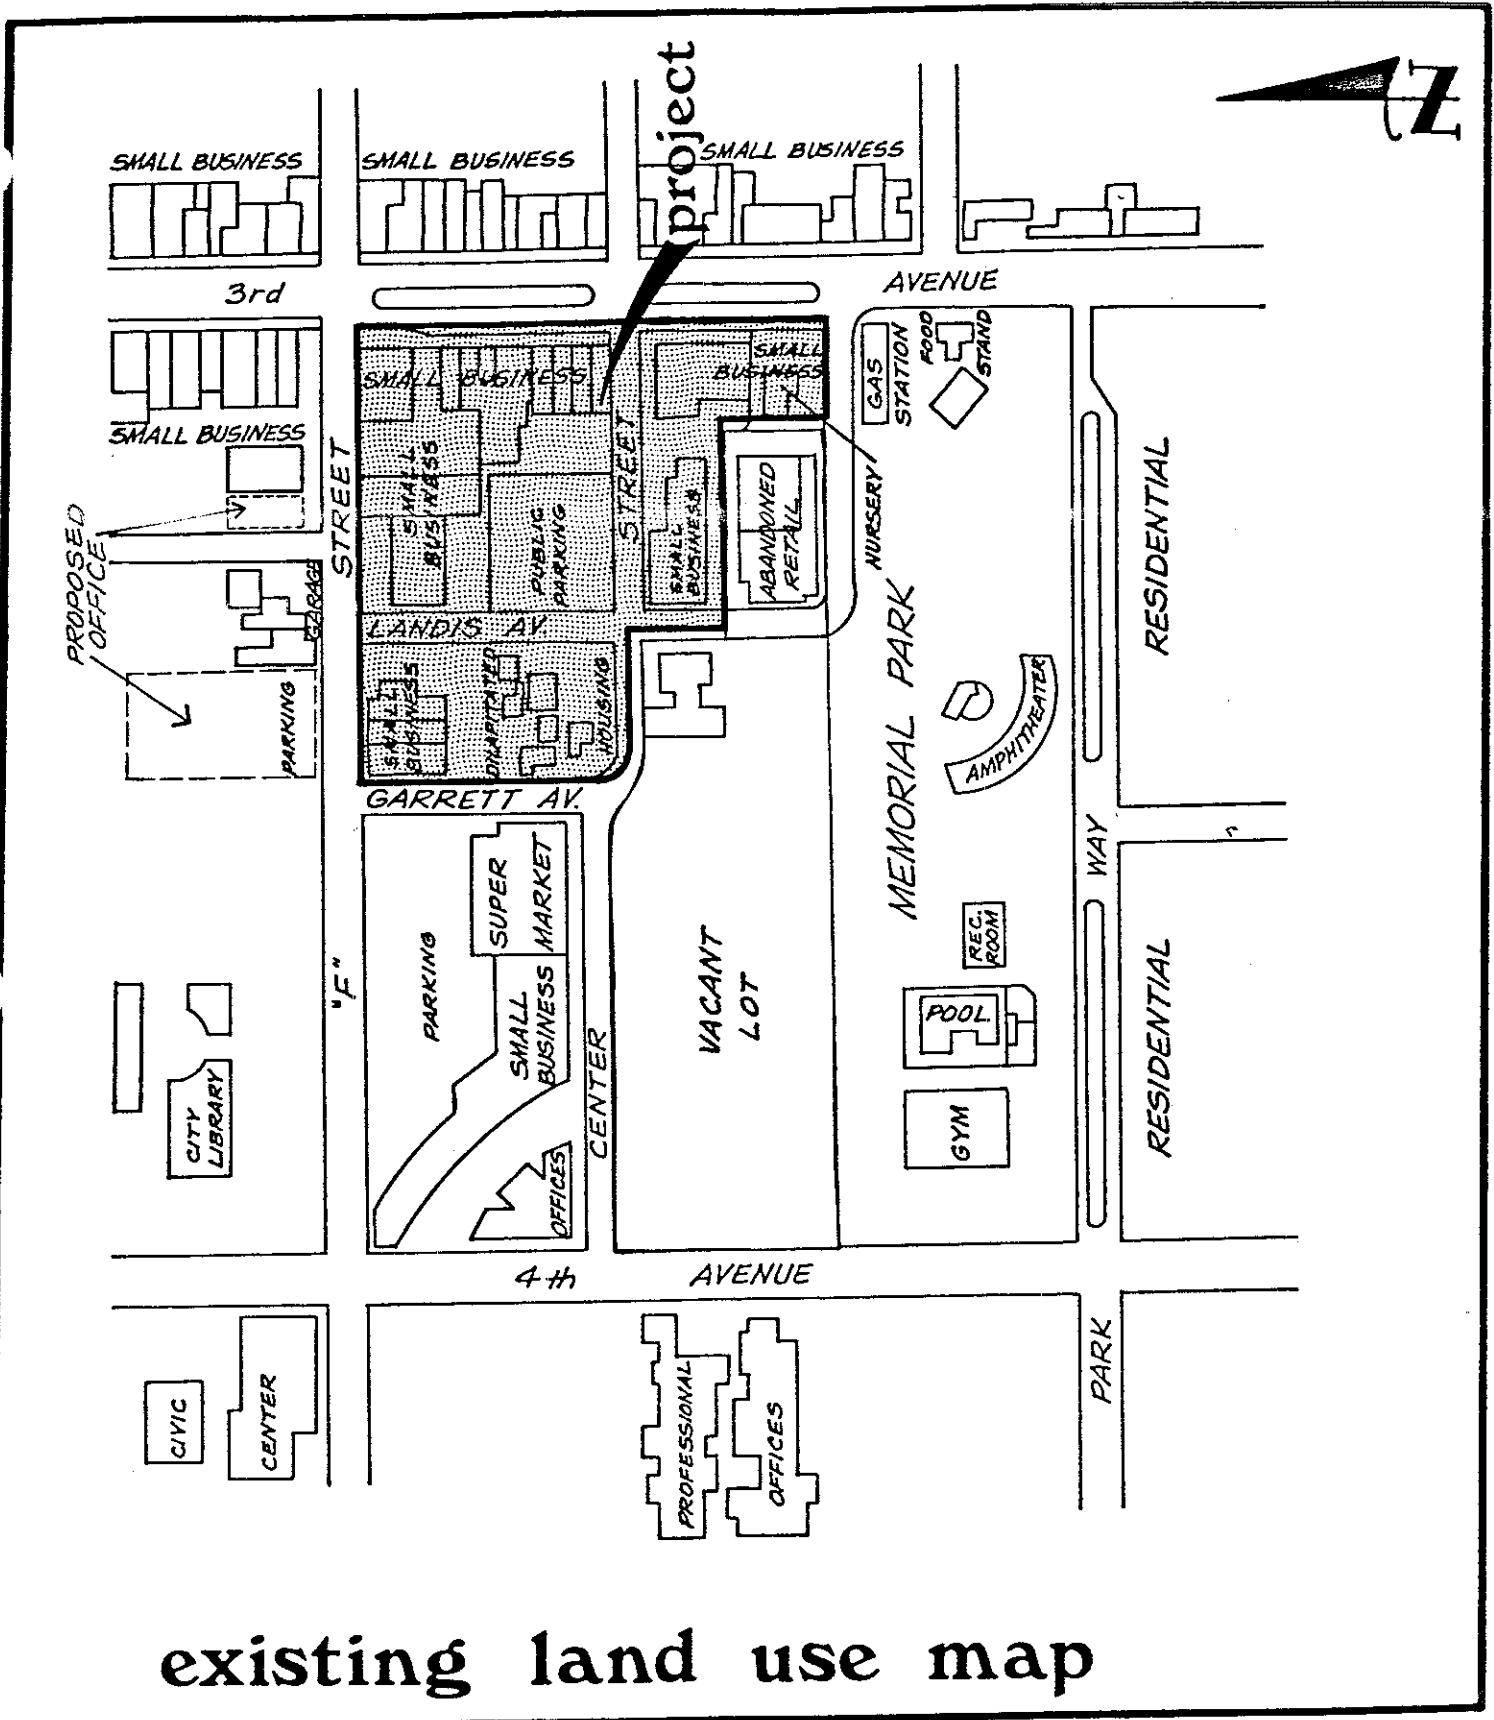 project
N
SMALL BUSINESS
SMALL BUSINESS
SMALL BUSINESS
3rd
AVENUE
SMALL BUSINESS
SMALL BUSINESS
SMALL
BUSINESS
GAS
STATION
FOOD
STAND
SMALL
BUSINESS
PUBLIC
PARKING
STREET
STREET
SMALL
BUSINESS
ABANDONED
RETAIL
NURSERY
PROPOSED
OFFICE
GARAGE
PARKING
LANDIS AV.
SMALL
BUSINESS
DILAPITATED
HOUSING
GARRETT AV.
MEMORIAL PARK
AMPHITHEATER
RESIDENTIAL
WAY
SUPER
MARKET
PARKING
SMALL
BUSINESS
"F"
VACANT
LOT
REC.
ROOM
POOL
GYM
RESIDENTIAL
CITY
LIBRARY
CENTER
OFFICES
4th
AVENUE
CIVIC
CENTER
PROFESSIONAL
OFFICES
PARK
existing land use map